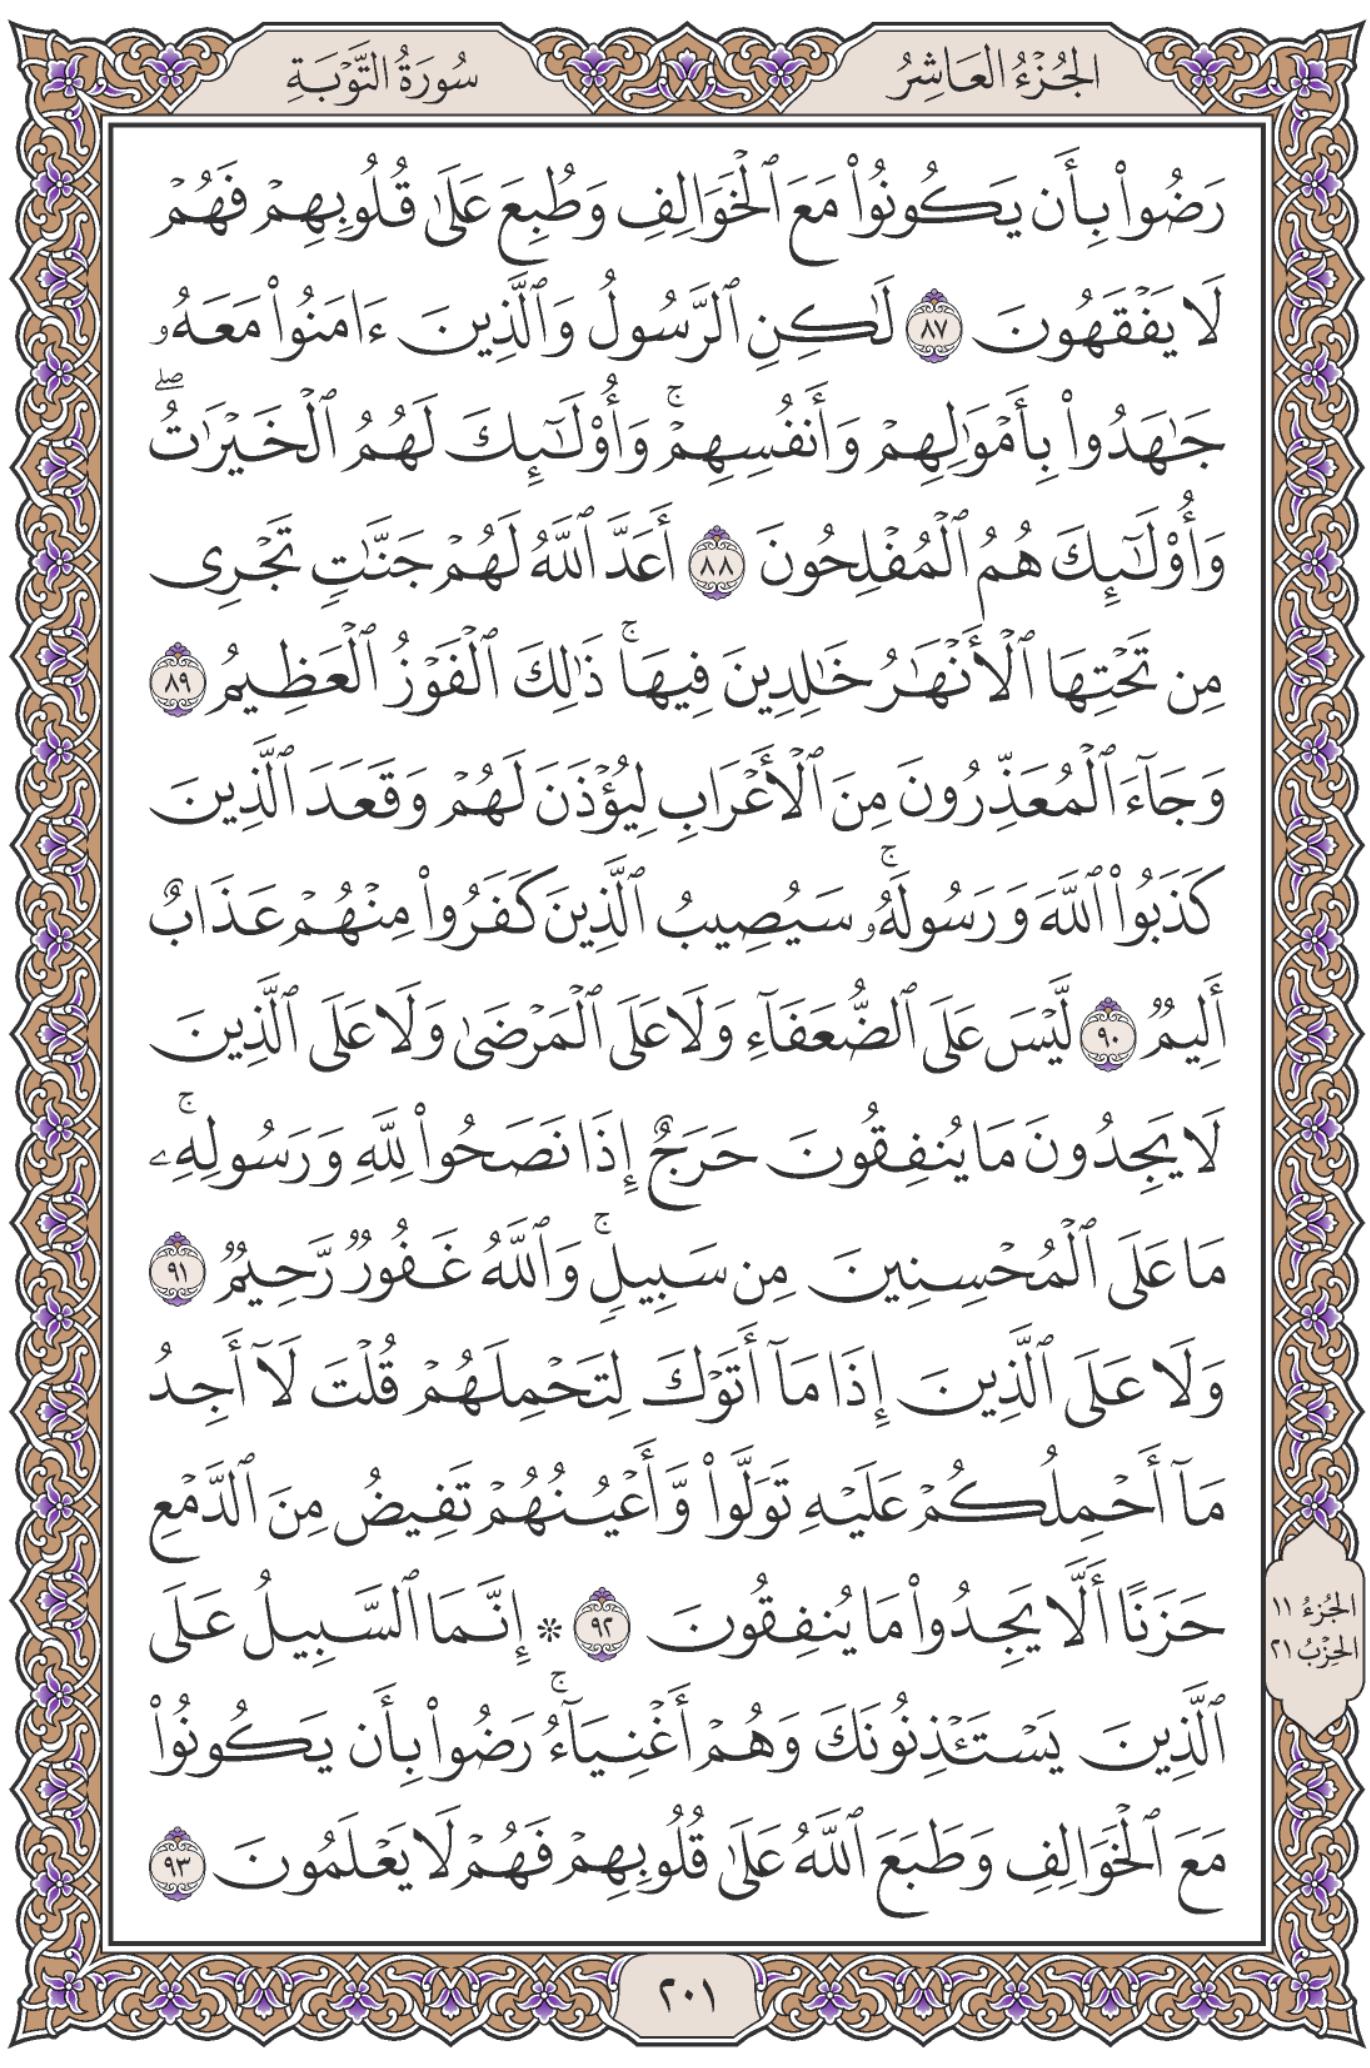 الجُزْءُ العَاشِرُ
سُورَةُ التَّوْبَةِ
رَضُوا۟ بِأَن يَكُونُوا۟ مَعَ ٱلْخَوَالِفِ وَطُبِعَ عَلَىٰ قُلُوبِهِمْ فَهُمْ
لَا يَفْقَهُونَ ٨٧ لَـٰكِنِ ٱلرَّسُولُ وَٱلَّذِينَ ءَامَنُوا۟ مَعَهُۥ
جَـٰهَدُوا۟ بِأَمْوَٰلِهِمْ وَأَنفُسِهِمْ ۚ وَأُو۟لَـٰٓئِكَ لَهُمُ ٱلْخَيْرَٰتُ ۖ
وَأُو۟لَـٰٓئِكَ هُمُ ٱلْمُفْلِحُونَ ٨٨ أَعَدَّ ٱللَّهُ لَهُمْ جَنَّـٰتٍ تَجْرِى
مِن تَحْتِهَا ٱلْأَنْهَـٰرُ خَـٰلِدِينَ فِيهَا ۚ ذَٰلِكَ ٱلْفَوْزُ ٱلْعَظِيمُ ٨٩
وَجَآءَ ٱلْمُعَذِّرُونَ مِنَ ٱلْأَعْرَابِ لِيُؤْذَنَ لَهُمْ وَقَعَدَ ٱلَّذِينَ
كَذَبُوا۟ ٱللَّهَ وَرَسُولَهُۥ ۚ سَيُصِيبُ ٱلَّذِينَ كَفَرُوا۟ مِنْهُمْ عَذَابٌ
أَلِيمٌ ٩٠ لَّيْسَ عَلَى ٱلضُّعَفَآءِ وَلَا عَلَى ٱلْمَرْضَىٰ وَلَا عَلَى ٱلَّذِينَ
لَا يَجِدُونَ مَا يُنفِقُونَ حَرَجٌ إِذَا نَصَحُوا۟ لِلَّهِ وَرَسُولِهِۦ ۚ
مَا عَلَى ٱلْمُحْسِنِينَ مِن سَبِيلٍ ۚ وَٱللَّهُ غَفُورٌ رَّحِيمٌ ٩١
وَلَا عَلَى ٱلَّذِينَ إِذَا مَآ أَتَوْكَ لِتَحْمِلَهُمْ قُلْتَ لَآ أَجِدُ
مَآ أَحْمِلُكُمْ عَلَيْهِ تَوَلَّوا۟ وَّأَعْيُنُهُمْ تَفِيضُ مِنَ ٱلدَّمْعِ
حَزَنًا أَلَّا يَجِدُوا۟ مَا يُنفِقُونَ ٩٢ ۞ إِنَّمَا ٱلسَّبِيلُ عَلَى
ٱلَّذِينَ يَسْتَـْٔذِنُونَكَ وَهُمْ أَغْنِيَآءُ ۚ رَضُوا۟ بِأَن يَكُونُوا۟
مَعَ ٱلْخَوَالِفِ وَطَبَعَ ٱللَّهُ عَلَىٰ قُلُوبِهِمْ فَهُمْ لَا يَعْلَمُونَ ٩٣
الجُزءُ ١١
الحِزْبُ ٢١
٢٠١